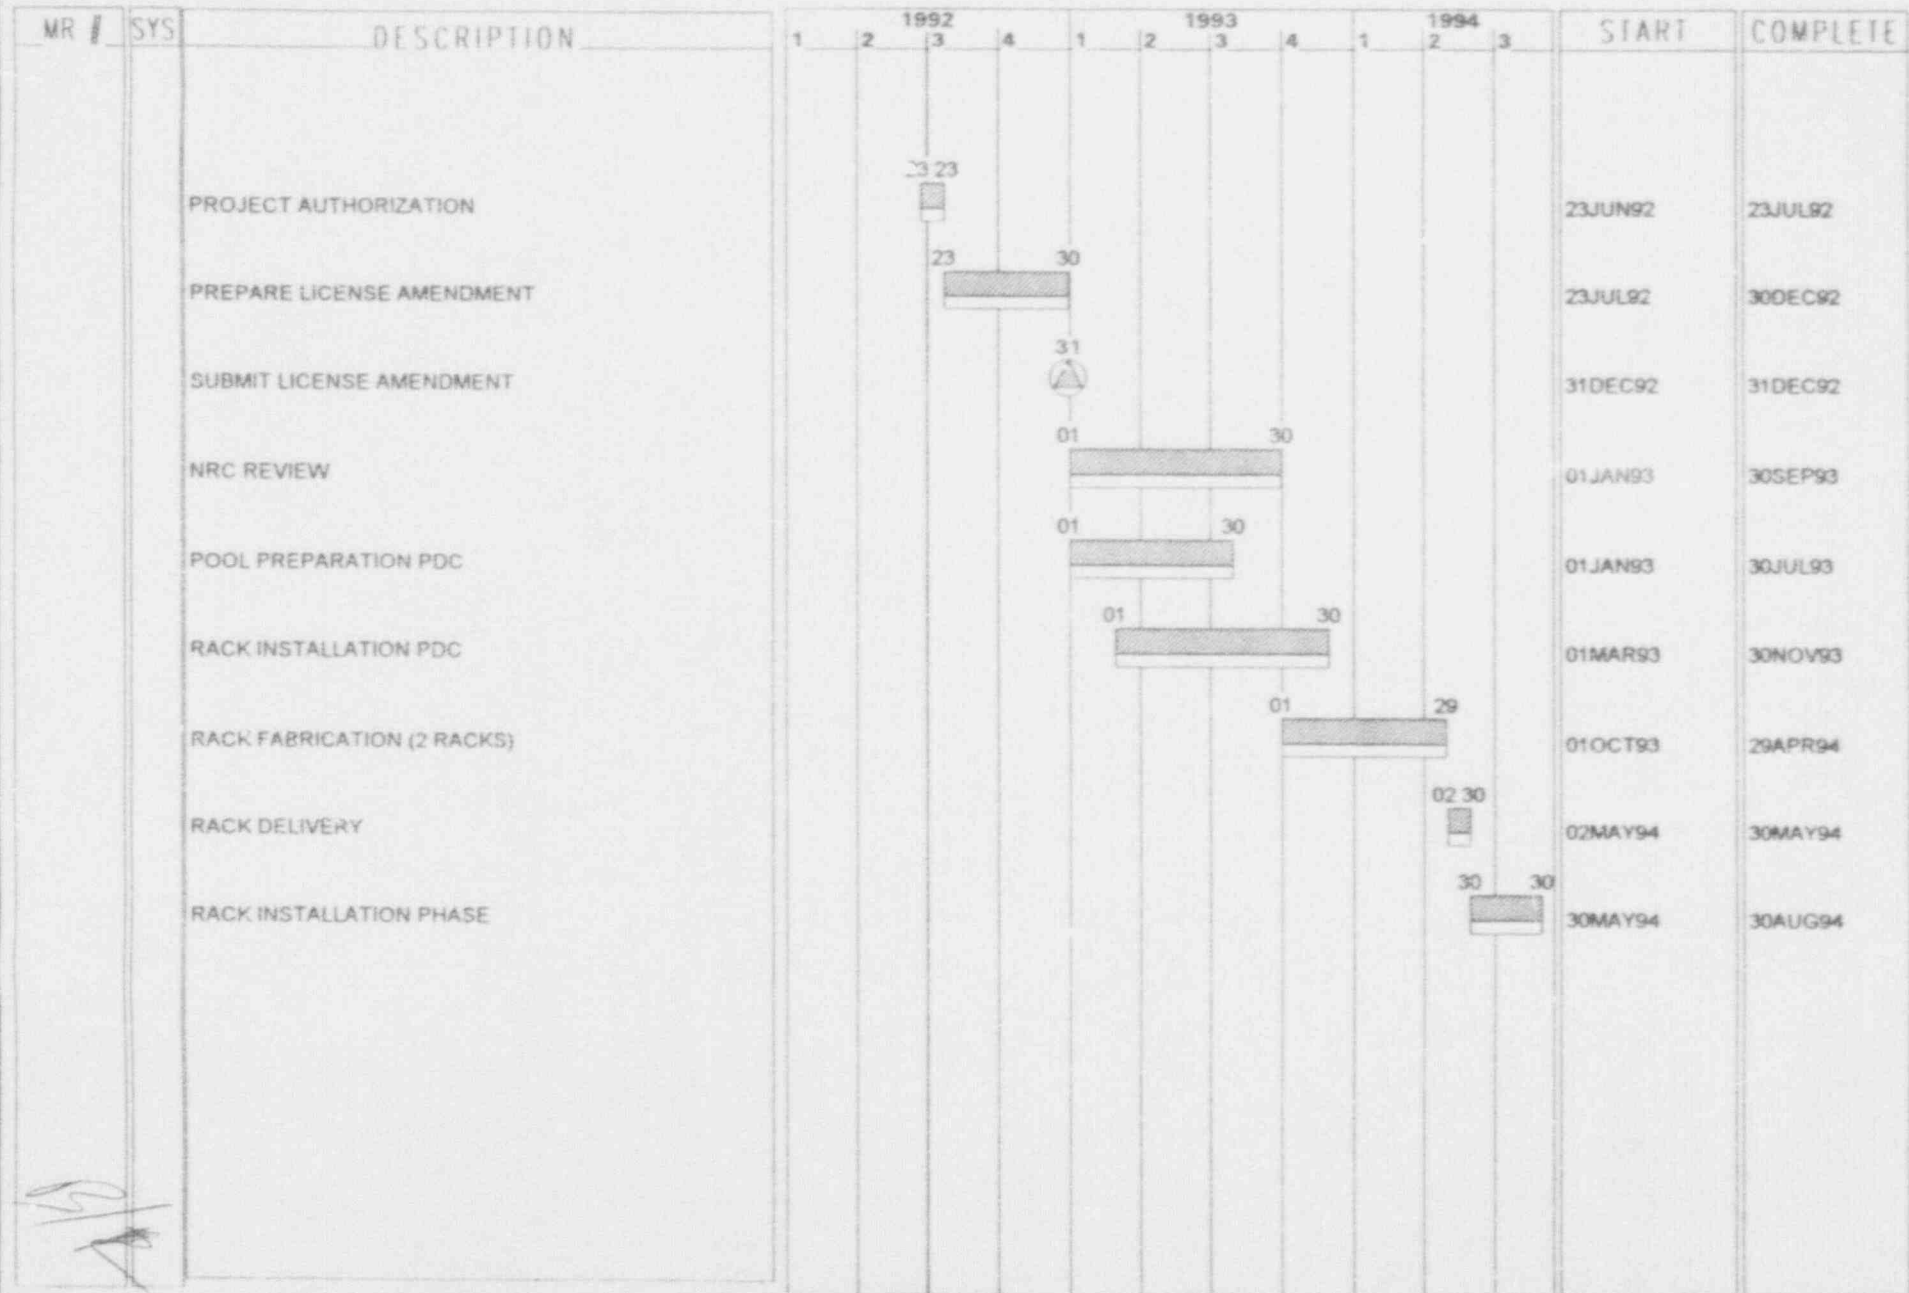 MR # SYS DESCRIPTION 1992 1993 1994 START COMPLETE
1 2 3 4 1 2 3 4 1 2 3
23 23
PROJECT AUTHORIZATION 23JUN92 23JUL92
23 30
PREPARE LICENSE AMENDMENT 23JUL92 30DEC92
31
SUBMIT LICENSE AMENDMENT 31DEC92 31DEC92
01 30
NRC REVIEW 01JAN93 30SEP93
01 30
POOL PREPARATION PDC 01JAN93 30JUL93
01 30
RACK INSTALLATION PDC 01MAR93 30NOV93
01 29
RACK FABRICATION (2 RACKS) 01OCT93 29APR94
02 30
RACK DELIVERY 02MAY94 30MAY94
30 30
RACK INSTALLATION PHASE 30MAY94 30AUG94